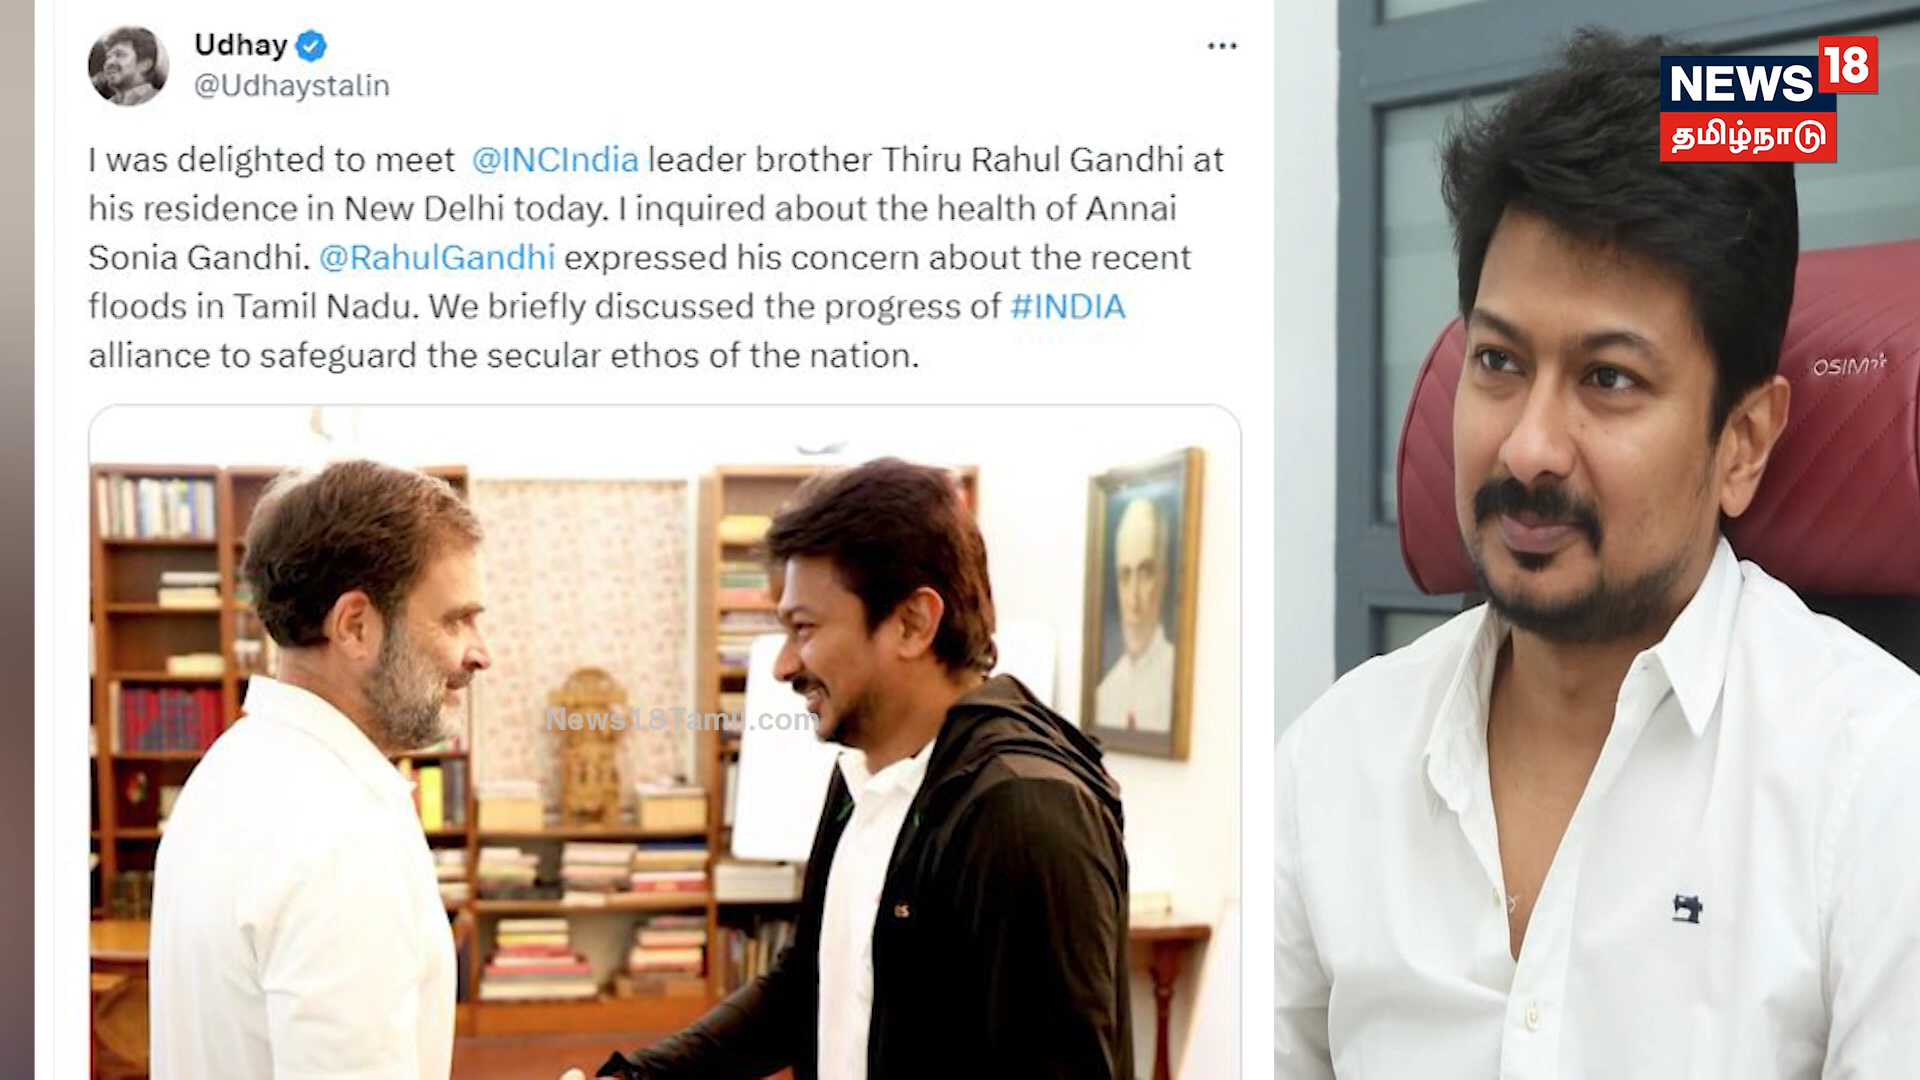 Udhay
@Udhaystalin
I was delighted to meet @INCIndia leader brother Thiru Rahul Gandhi at
his residence in New Delhi today. I inquired about the health of Annai
Sonia Gandhi. @RahulGandhi expressed his concern about the recent
floods in Tamil Nadu. We briefly discussed the progress of #INDIA
alliance to safeguard the secular ethos of the nation.
News18Tamil.com
NEWS 18
தமிழ்நாடு
OSIM